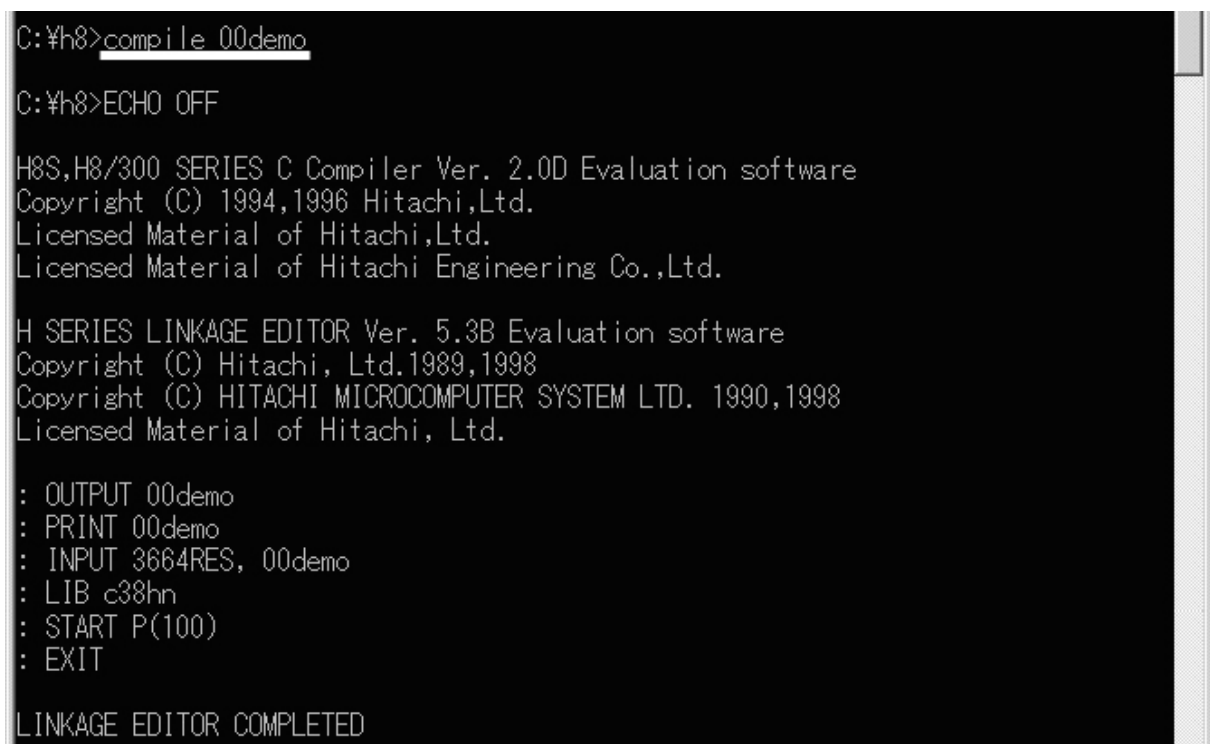 C:¥h8>compile 00demo
C:¥h8>ECHO OFF
H8S,H8/300 SERIES C Compiler Ver. 2.0D Evaluation software
Copyright (C) 1994,1996 Hitachi,Ltd.
Licensed Material of Hitachi,Ltd.
Licensed Material of Hitachi Engineering Co.,Ltd.
H SERIES LINKAGE EDITOR Ver. 5.3B Evaluation software
Copyright (C) Hitachi, Ltd.1989,1998
Copyright (C) HITACHI MICROCOMPUTER SYSTEM LTD. 1990,1998
Licensed Material of Hitachi, Ltd.
: OUTPUT 00demo
: PRINT 00demo
: INPUT 3664RES, 00demo
: LIB c38hn
: START P(100)
: EXIT
LINKAGE EDITOR COMPLETED